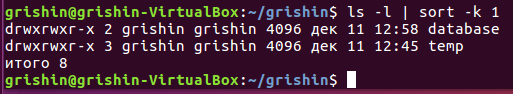 grishin@grishin-VirtualBox:~/grishin$ ls -l | sort -k 1
drwxrwxr-x 2 grishin grishin 4096 дек 11 12:58 database
drwxrwxr-x 3 grishin grishin 4096 дек 11 12:45 temp
итого 8
grishin@grishin-VirtualBox:~/grishin$